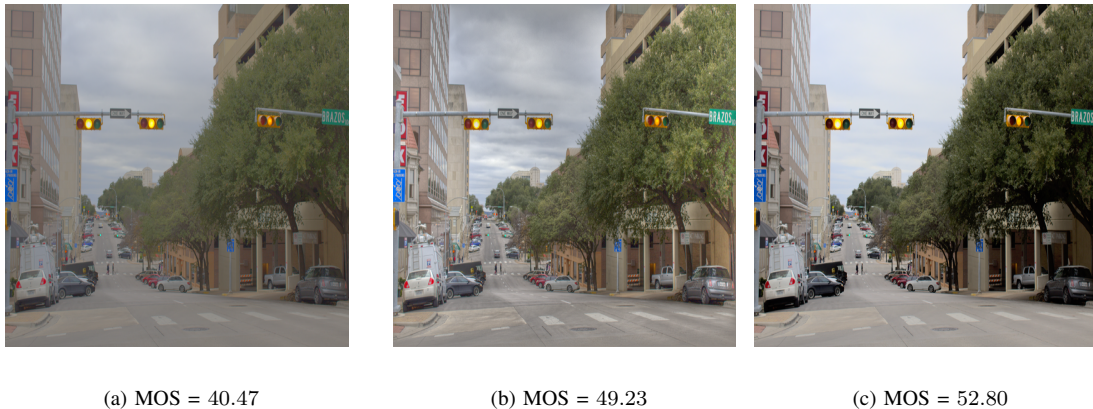 BRAZOS
BRAZOS
BRAZOS
(a) MOS = 40.47
(b) MOS = 49.23
(c) MOS = 52.80